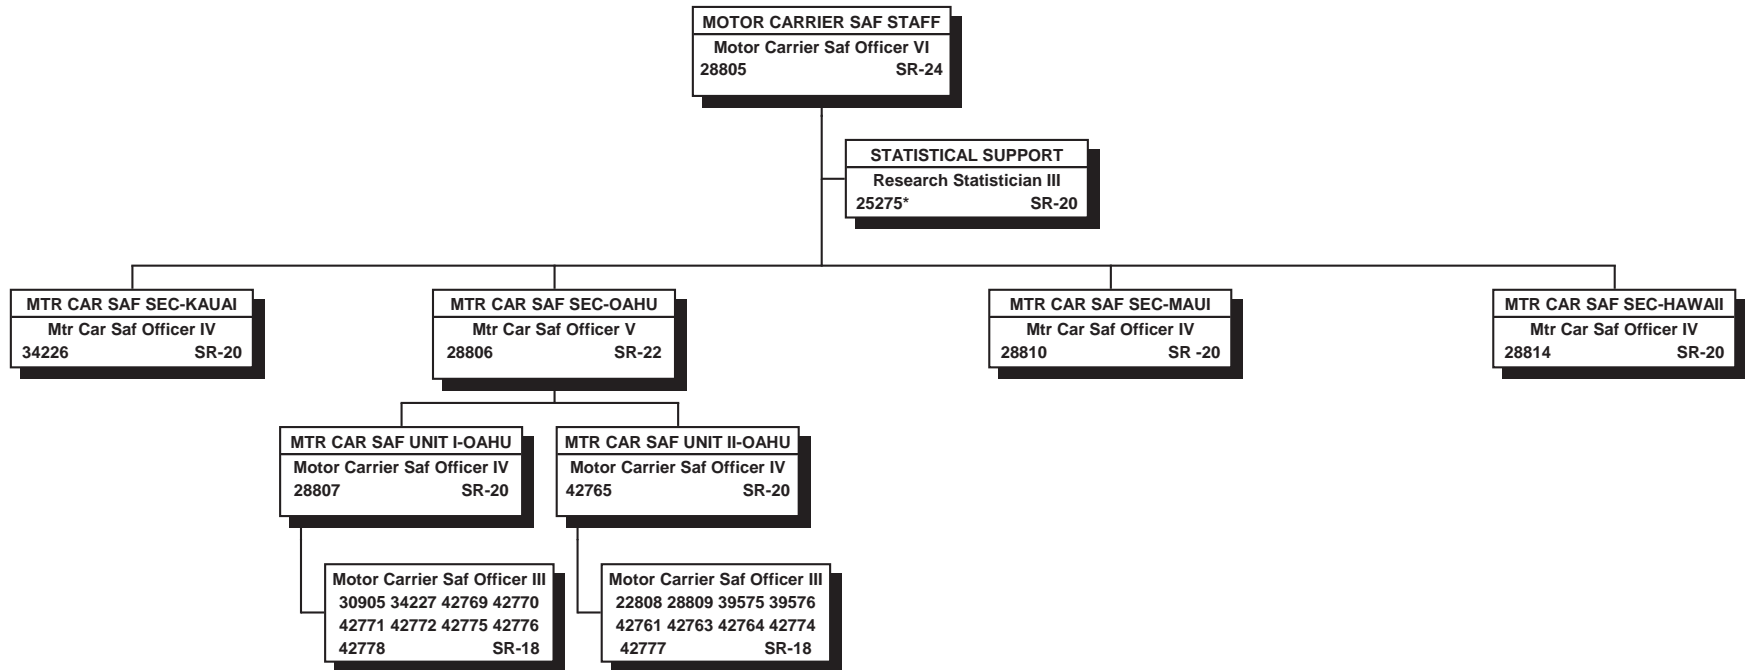 MOTOR CARRIER SAF STAFF
Motor Carrier Saf Officer VI
28805 SR-24
STATISTICAL SUPPORT
Research Statistician III
25275* SR-20
MTR CAR SAF SEC-KAUAI
Mtr Car Saf Officer IV
34226 SR-20
MTR CAR SAF SEC-OAHU
Mtr Car Saf Officer V
28806 SR-22
MTR CAR SAF SEC-MAUI
Mtr Car Saf Officer IV
28810 SR -20
MTR CAR SAF SEC-HAWAII
Mtr Car Saf Officer IV
28814 SR-20
MTR CAR SAF UNIT I-OAHU
Motor Carrier Saf Officer IV
28807 SR-20
MTR CAR SAF UNIT II-OAHU
Motor Carrier Saf Officer IV
42765 SR-20
Motor Carrier Saf Officer III
30905 34227 42769 42770
42771 42772 42775 42776
42778 SR-18
Motor Carrier Saf Officer III
22808 28809 39575 39576
42761 42763 42764 42774
42777 SR-18